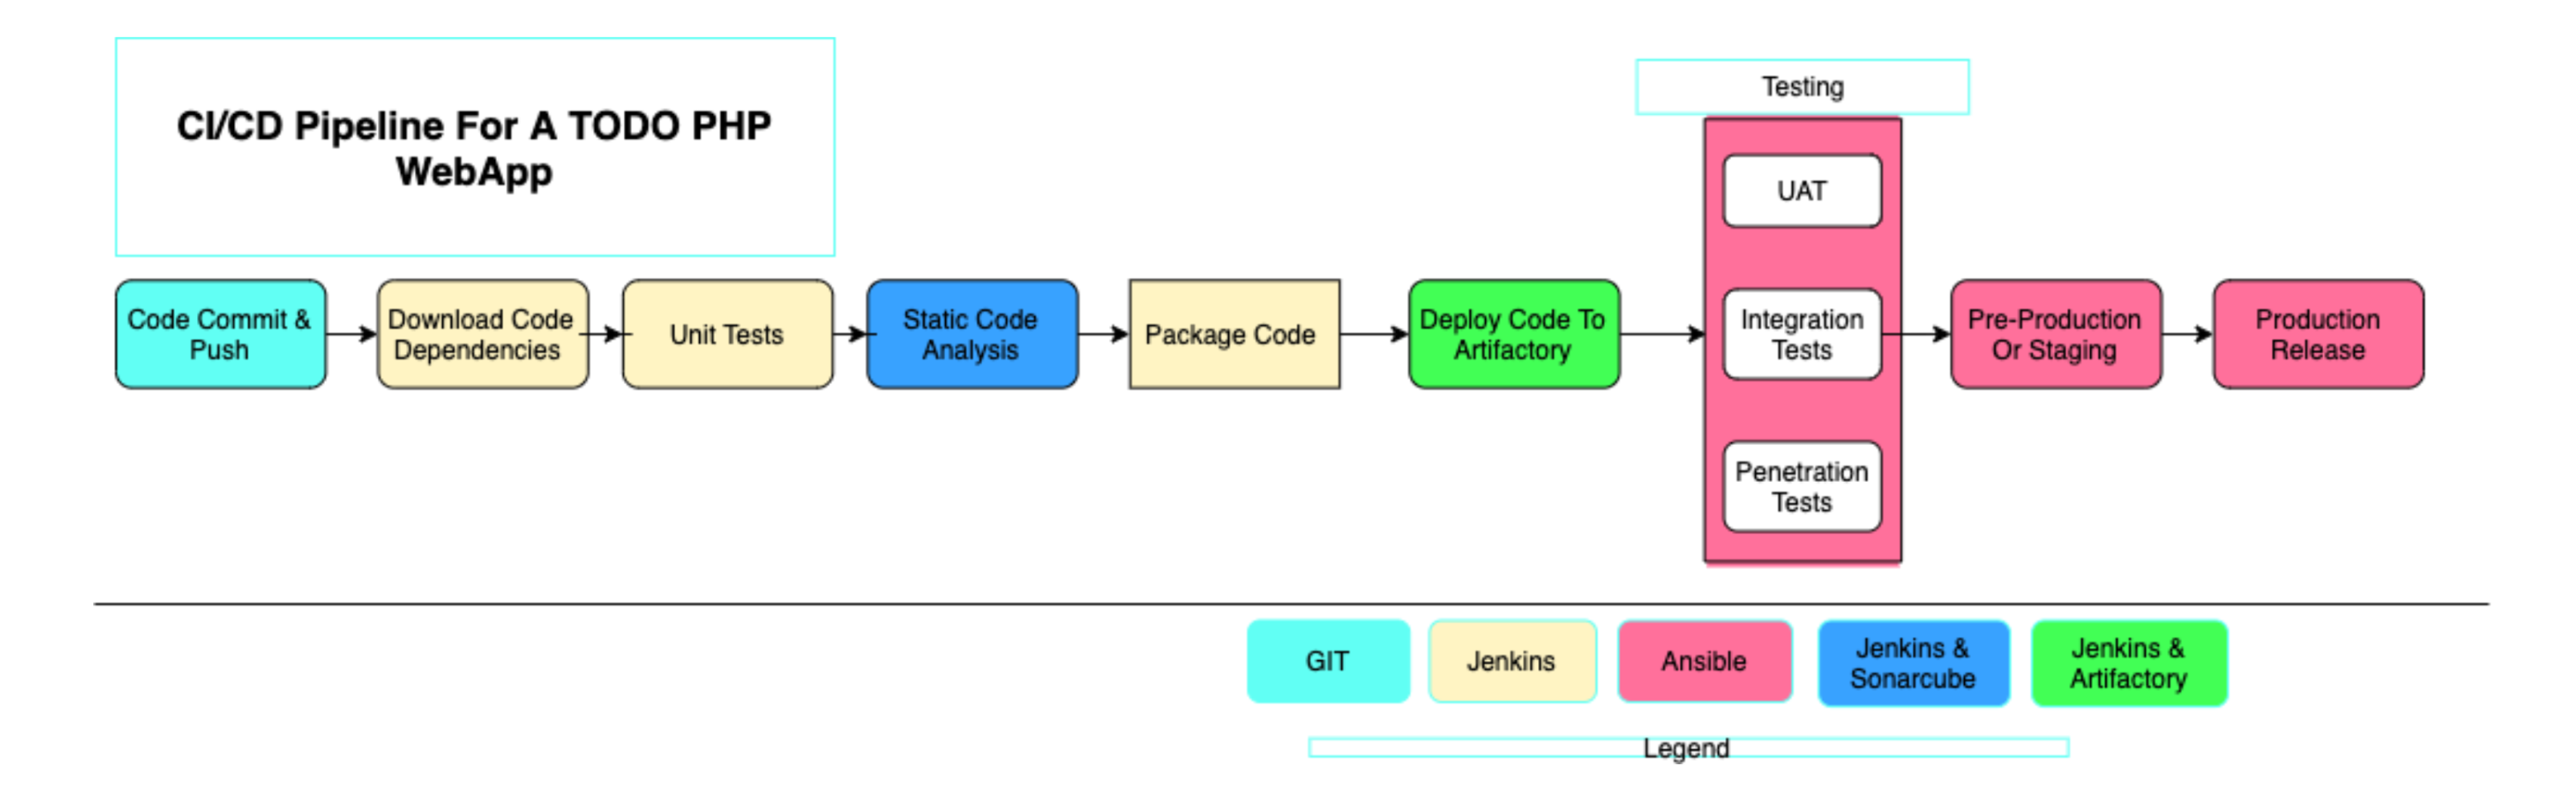 CI/CD Pipeline For A TODO PHP
WebApp
Testing
UAT
Code Commit &
Push
Download Code
Dependencies
Unit Tests
Static Code
Analysis
Package Code
Deploy Code To
Artifactory
Integration
Tests
Pre-Production
Or Staging
Production
Release
Penetration
Tests
GIT
Jenkins
Ansible
Jenkins &
Sonarcube
Jenkins &
Artifactory
Legend